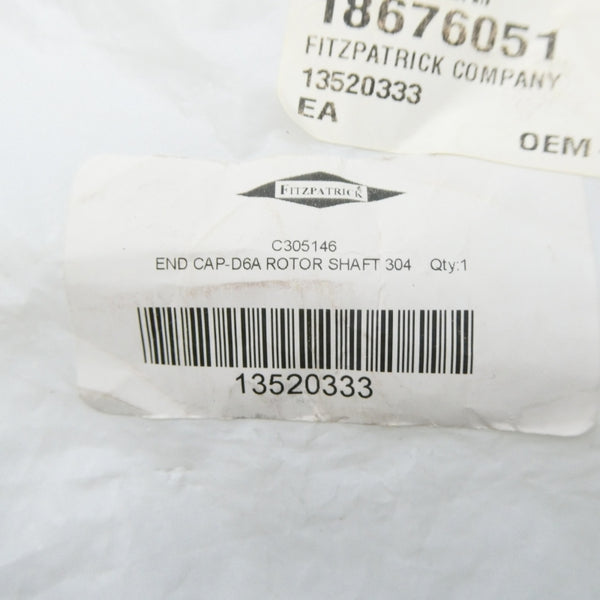 18676051
FITZPATRICK COMPANY
13520333
EA
OEM
FITZPATRICK
C305146
END CAP-D6A ROTOR SHAFT 304 Qty:1
13520333